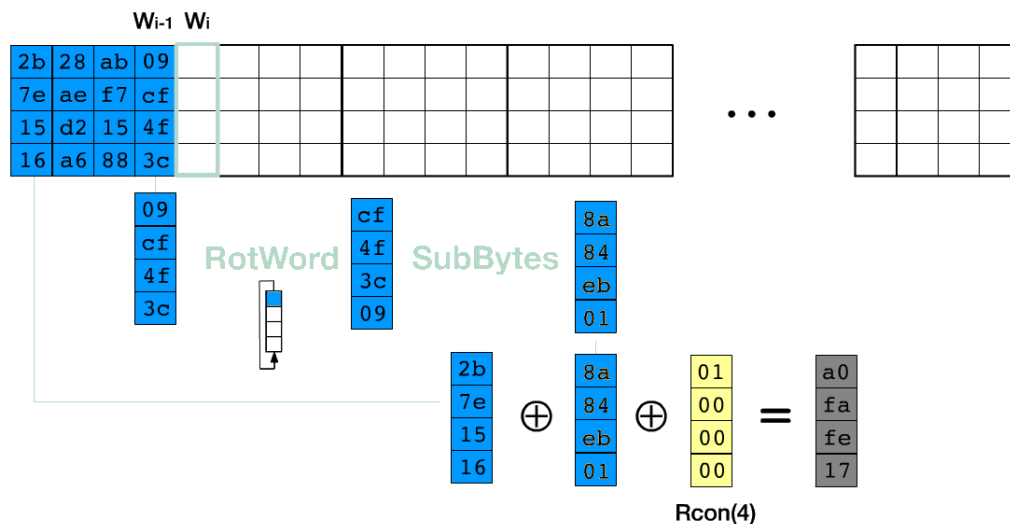 Wi-1 Wi
2b 28 ab 09
7e ae f7 cf
15 d2 15 4f
16 a6 88 3c
...
09
cf
4f
3c
RotWord
cf
4f
3c
09
SubBytes
8a
84
eb
01
2b
7e
15
16
⊕
8a
84
eb
01
⊕
01
00
00
00
=
a0
fa
fe
17
Rcon(4)